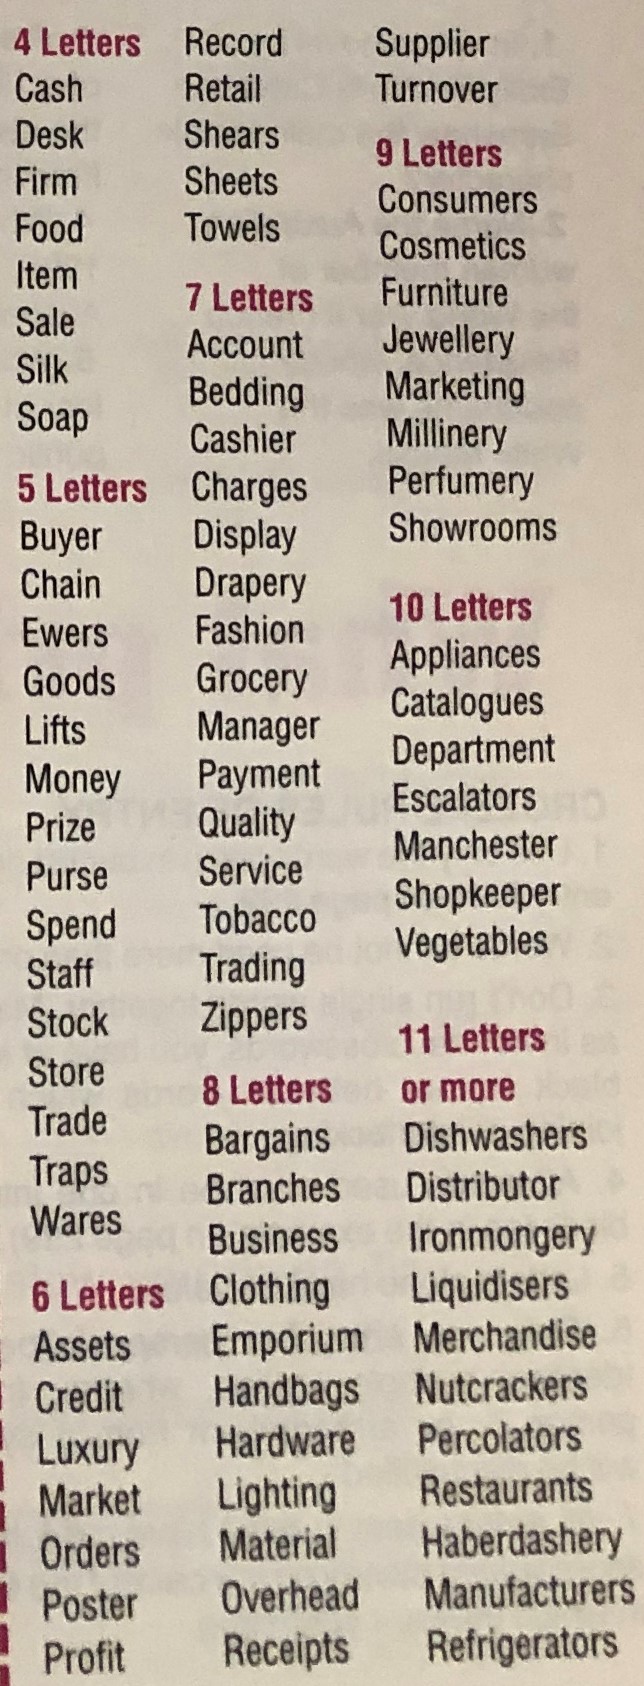 4 Letters
Cash
Desk
Firm
Food
Item
Sale
Silk
Soap
5 Letters
Buyer
Chain
Ewers
Goods
Lifts
Money
Prize
Purse
Spend
Staff
Stock
Store
Trade
Traps
Wares
6 Letters
Assets
Credit
Luxury
Market
Orders
Poster
Profit
Record
Retail
Shears
Sheets
Towels
7 Letters
Account
Bedding
Cashier
Charges
Display
Drapery
Fashion
Grocery
Manager
Payment
Quality
Service
Tobacco
Trading
Zippers
8 Letters
Bargains
Branches
Business
Clothing
Emporium
Handbags
Hardware
Lighting
Material
Overhead
Receipts
Supplier
Turnover
9 Letters
Consumers
Cosmetics
Furniture
Jewellery
Marketing
Millinery
Perfumery
Showrooms
10 Letters
Appliances
Catalogues
Department
Escalators
Manchester
Shopkeeper
Vegetables
11 Letters
or more
Dishwashers
Distributor
Ironmongery
Liquidisers
Merchandise
Nutcrackers
Percolators
Restaurants
Haberdashery
Manufacturers
Refrigerators